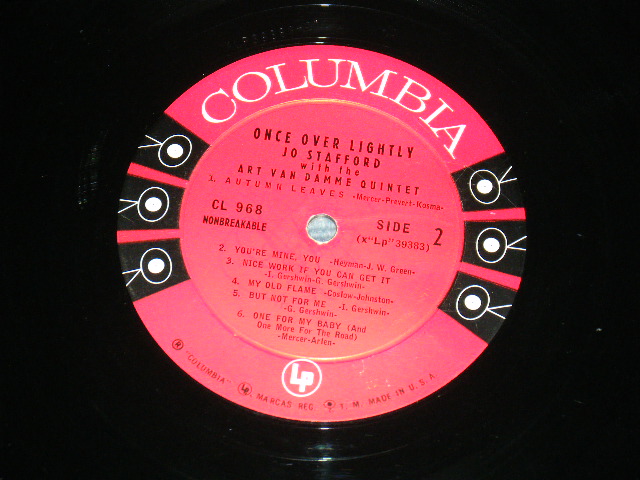 COLUMBIA
ONCE OVER LIGHTLY
JO STAFFORD
with the
ART VAN DAMME QUINTET
1. AUTUMN LEAVES -Mercer-Prevert-Kosma-
CL 968
NONBREAKABLE
SIDE 2
(x"Lp"39383)
2. YOU'RE MINE, YOU -Heyman-J. W. Green-
3. NICE WORK IF YOU CAN GET IT
-I. Gershwin-G. Gershwin-
4. MY OLD FLAME -Coslow-Johnston-
5. BUT NOT FOR ME -I. Gershwin-
-G. Gershwin-
6. ONE FOR MY BABY (And
One More For The Road)
-Mercer-Arlen-
LP
® "COLUMBIA" LP MARCAS REG. T. M. MADE IN U. S. A.